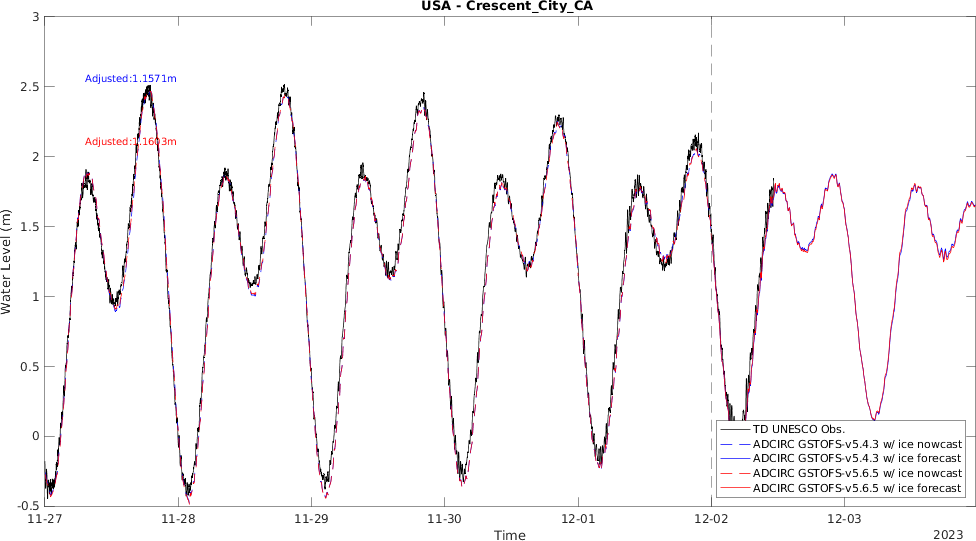 USA - Crescent_City_CA
3
2.5
2
1.5
1
0.5
0
-0.5
Water Level (m)
Adjusted:1.1571m
Adjusted:1.1603m
TD UNESCO Obs.
ADCIRC GSTOFS-v5.4.3 w/ ice nowcast
ADCIRC GSTOFS-v5.4.3 w/ ice forecast
ADCIRC GSTOFS-v5.6.5 w/ ice nowcast
ADCIRC GSTOFS-v5.6.5 w/ ice forecast
11-27 11-28 11-29 11-30 12-01 12-02 12-03
Time
2023